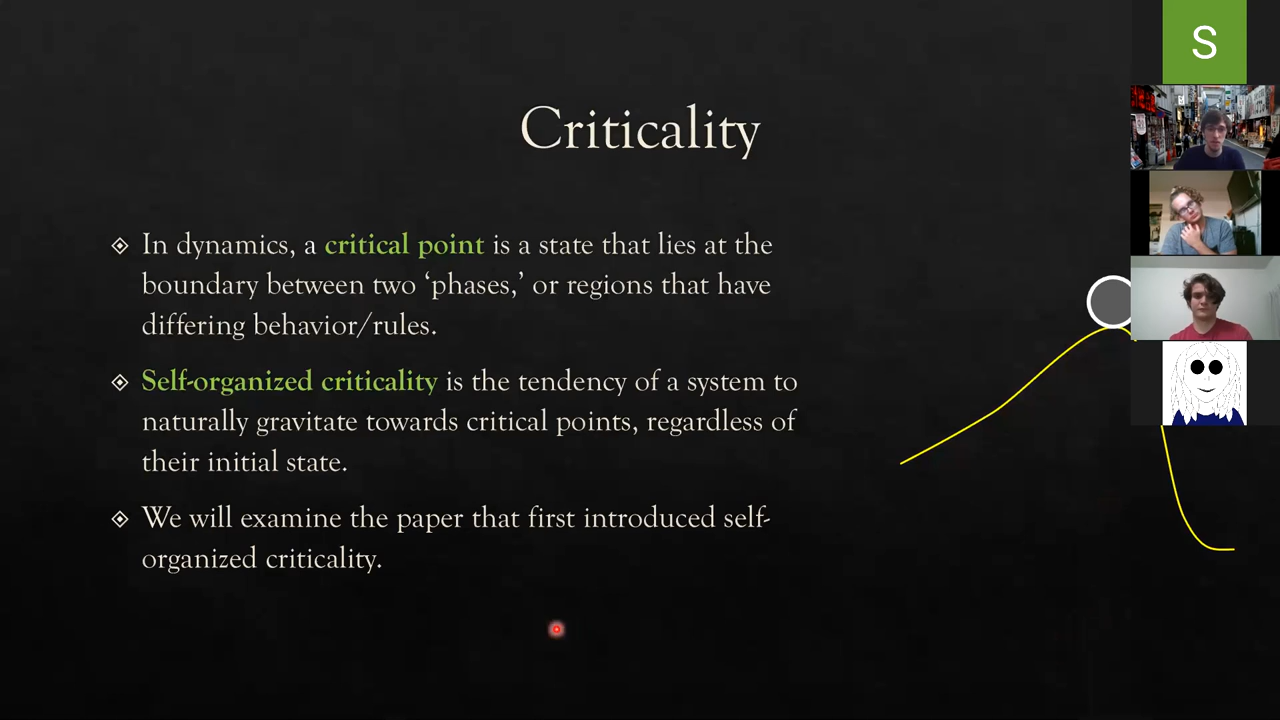 Criticality
In dynamics, a critical point is a state that lies at the
boundary between two ‘phases,’ or regions that have
differing behavior/rules.
Self-organized criticality is the tendency of a system to
naturally gravitate towards critical points, regardless of
their initial state.
We will examine the paper that first introduced self-
organized criticality.
S